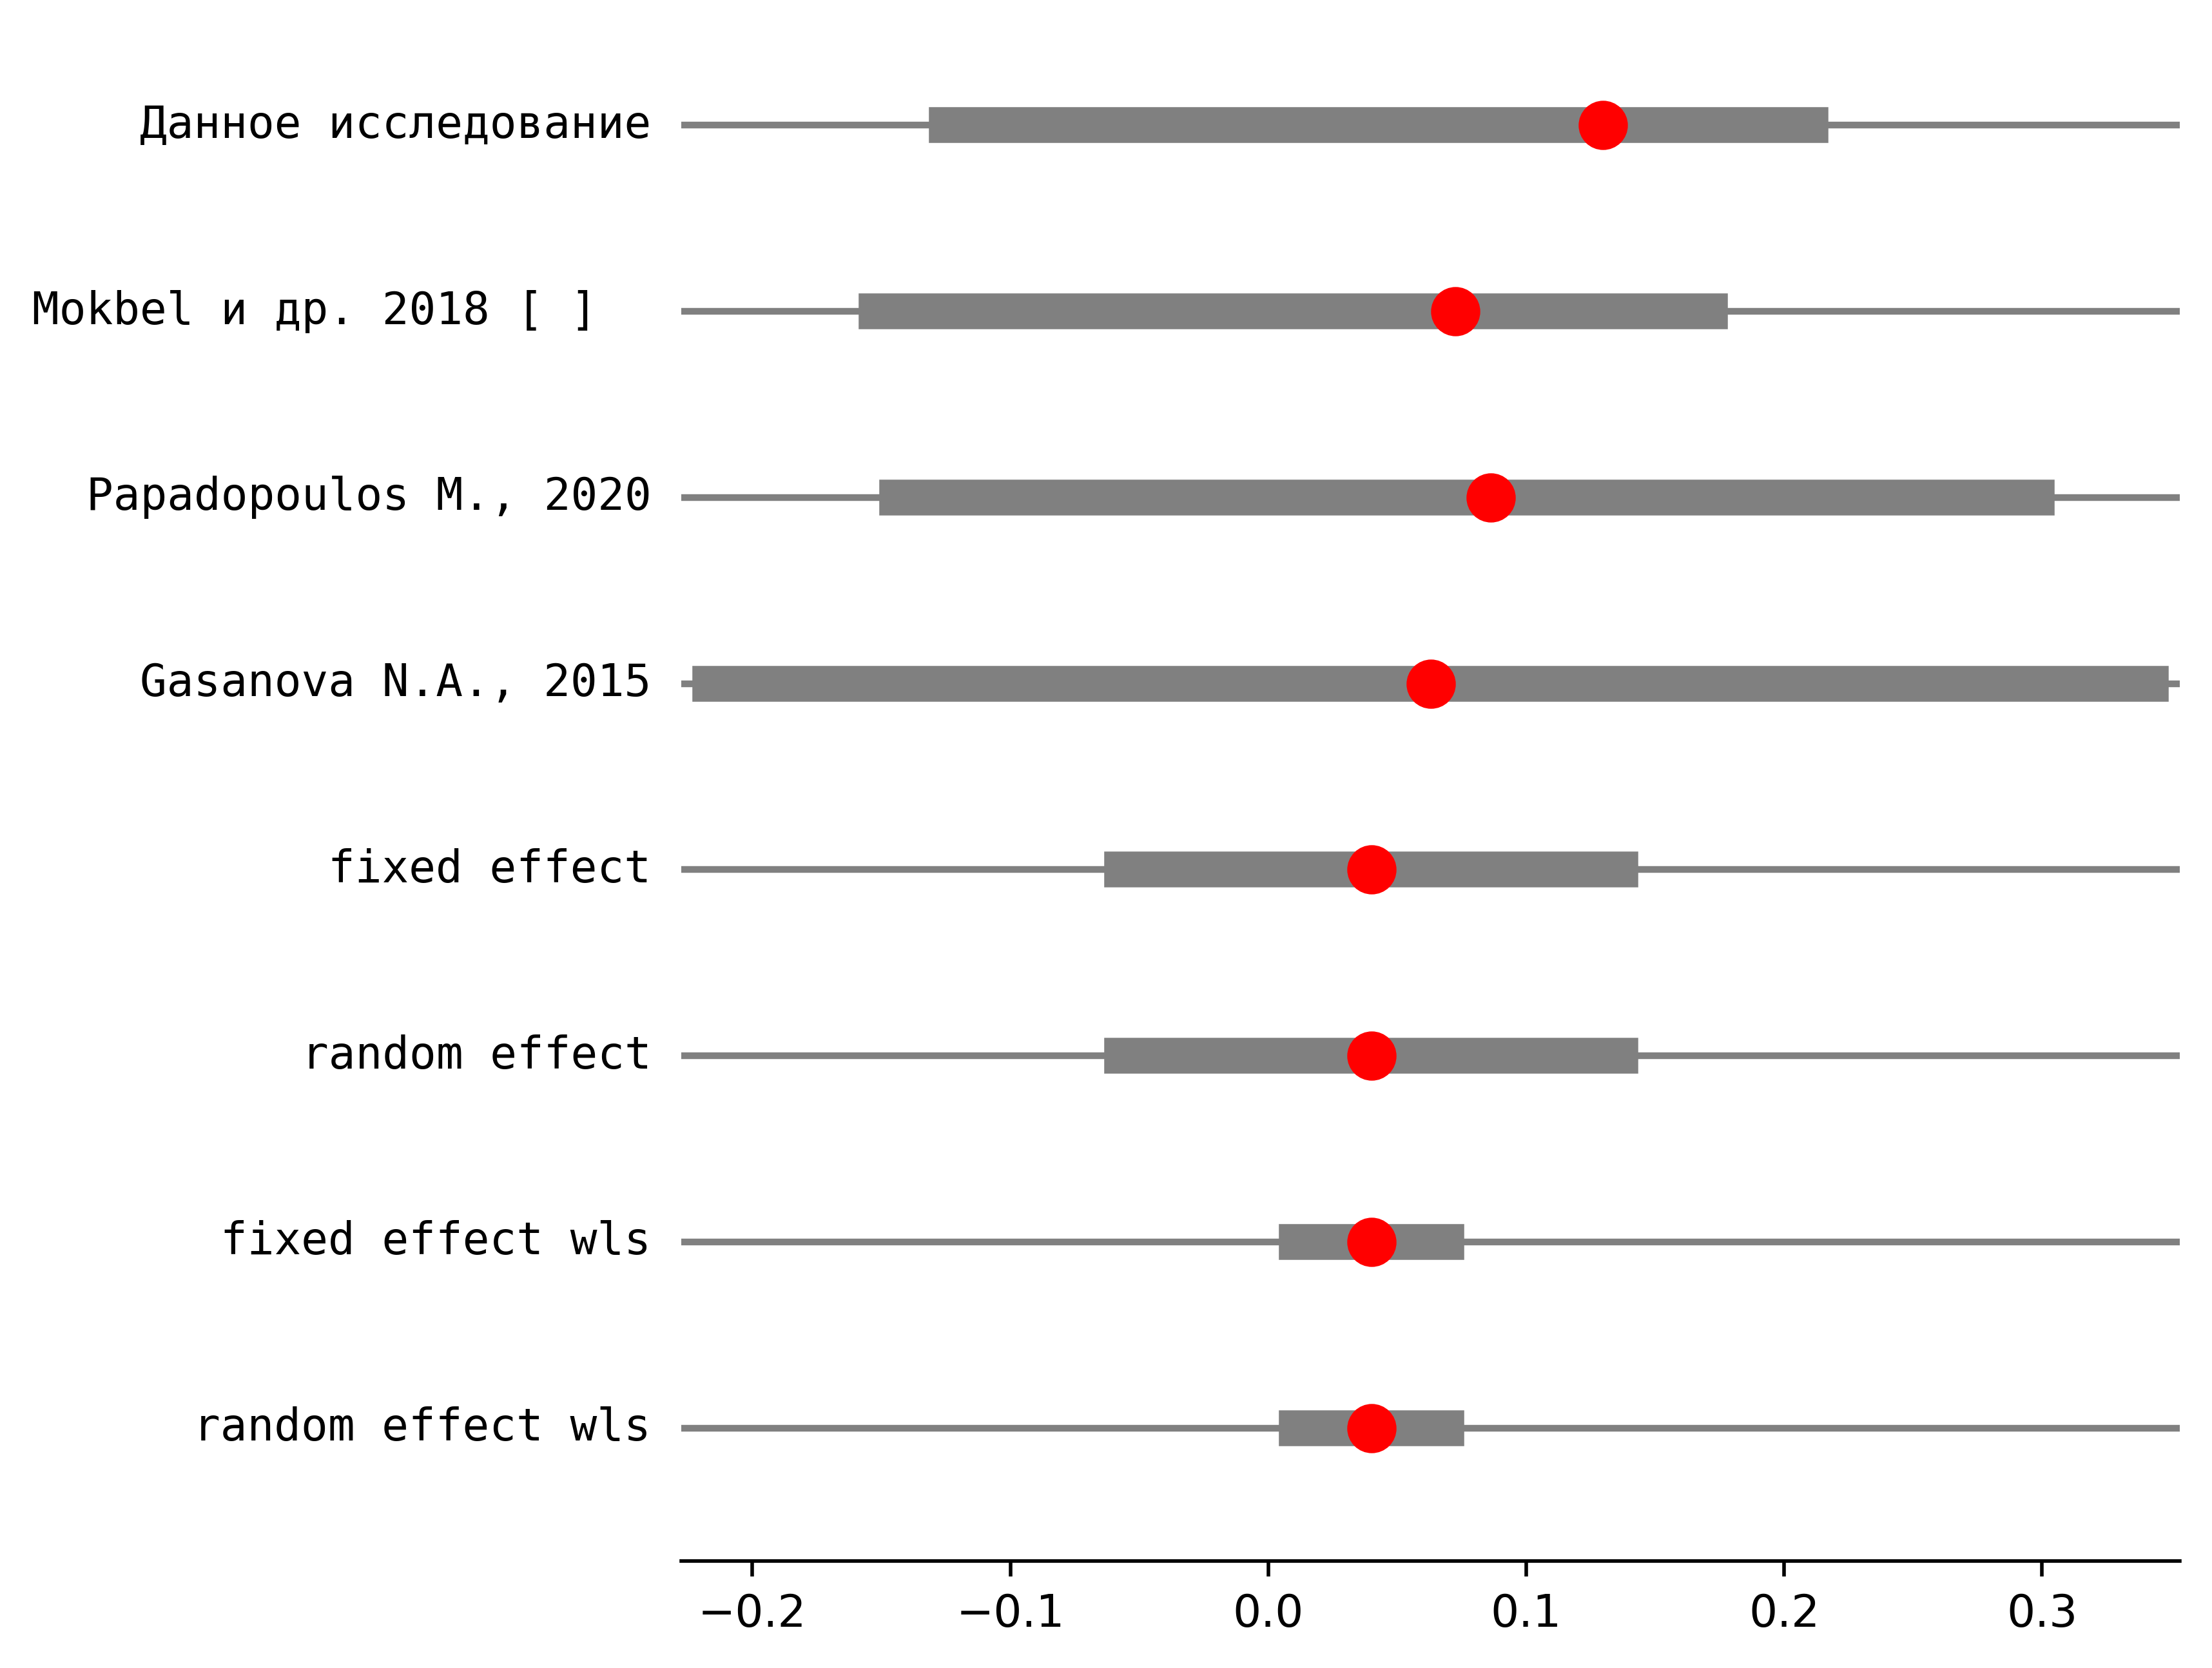 Данное исследование
Mokbel и др. 2018 [ ]
Papadopoulos M., 2020
Gasanova N.A., 2015
fixed effect
random effect
fixed effect wls
random effect wls
−0.2 −0.1 0.0 0.1 0.2 0.3